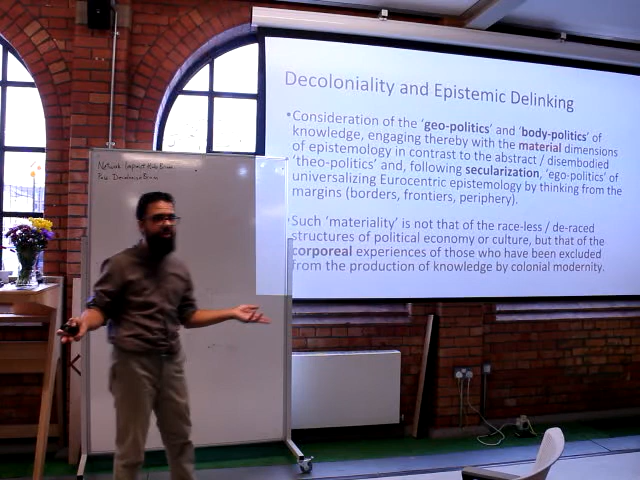 Decoloniality and Epistemic Delinking
•Consideration of the 'geo-politics' and 'body-politics' of
knowledge, engaging thereby with the material dimensions
of epistemology in contrast to the abstract / disembodied
'theo-politics' and, following secularization, 'ego-politics' of
universalizing Eurocentric epistemology by thinking from the
margins (borders, frontiers, periphery).
•Such 'materiality' is not that of the race-less / de-raced
structures of political economy or culture, but that of the
corporeal experiences of those who have been excluded
from the production of knowledge by colonial modernity.
Network: Impact Hub Brum